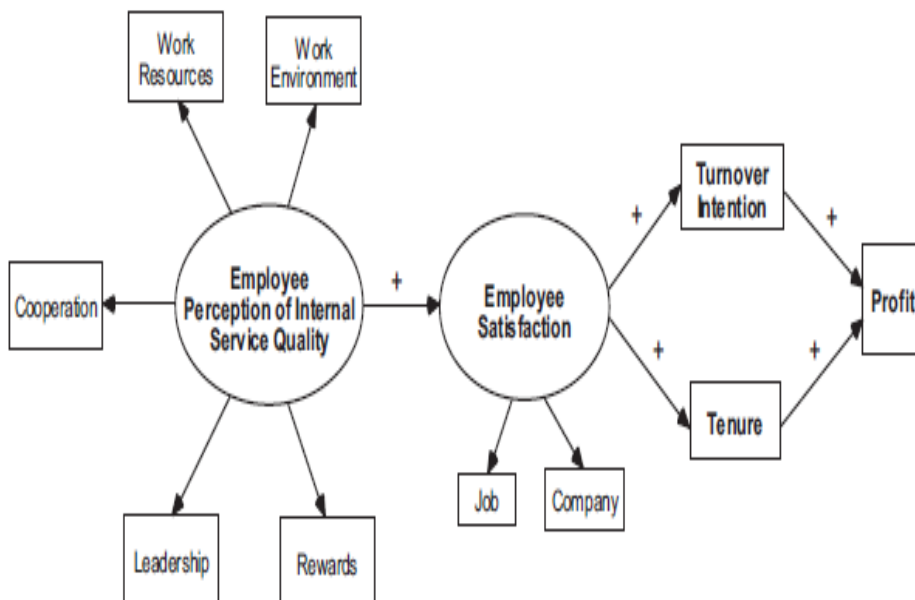 Work
Resources
Work
Environment
Cooperation
Employee
Perception of Internal
Service Quality
+
Employee
Satisfaction
+
Turnover
Intention
+
Profit
+
Tenure
+
Leadership
Rewards
Job
Company